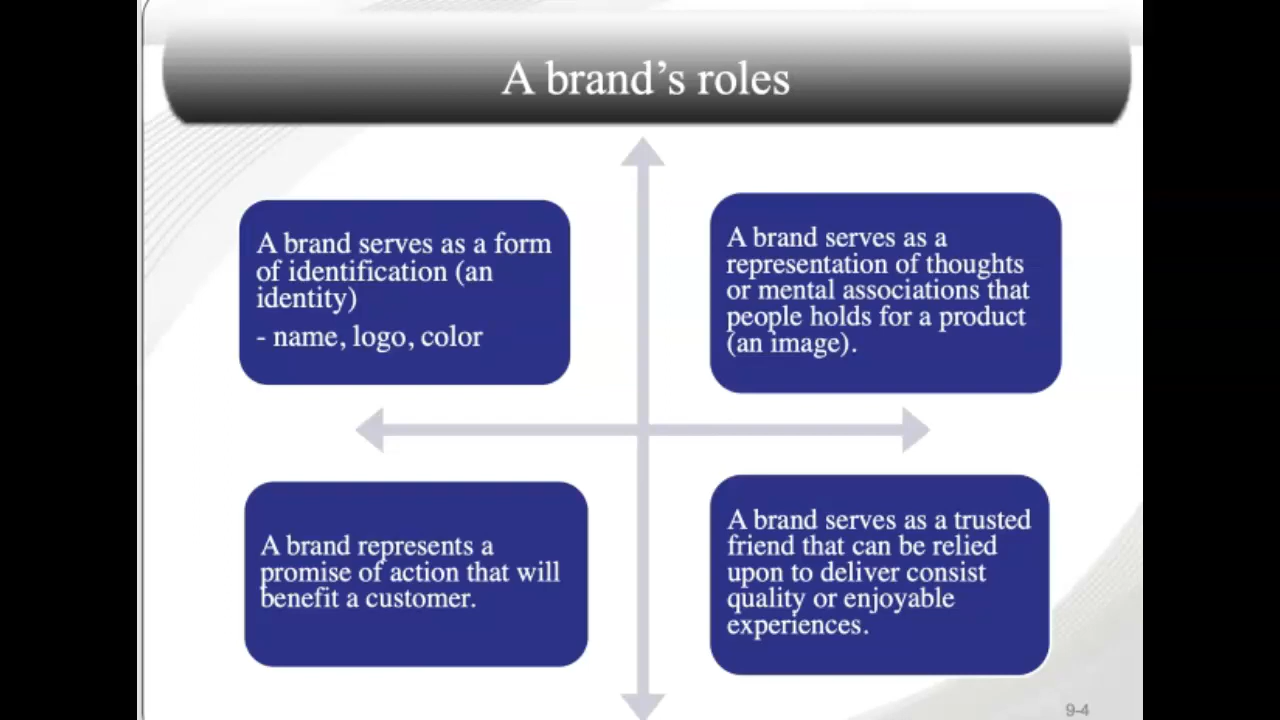 A brand’s roles
A brand serves as a form
of identification (an
identity)
- name, logo, color
A brand serves as a
representation of thoughts
or mental associations that
people holds for a product
(an image).
A brand represents a
promise of action that will
benefit a customer.
A brand serves as a trusted
friend that can be relied
upon to deliver consist
quality or enjoyable
experiences.
9-4